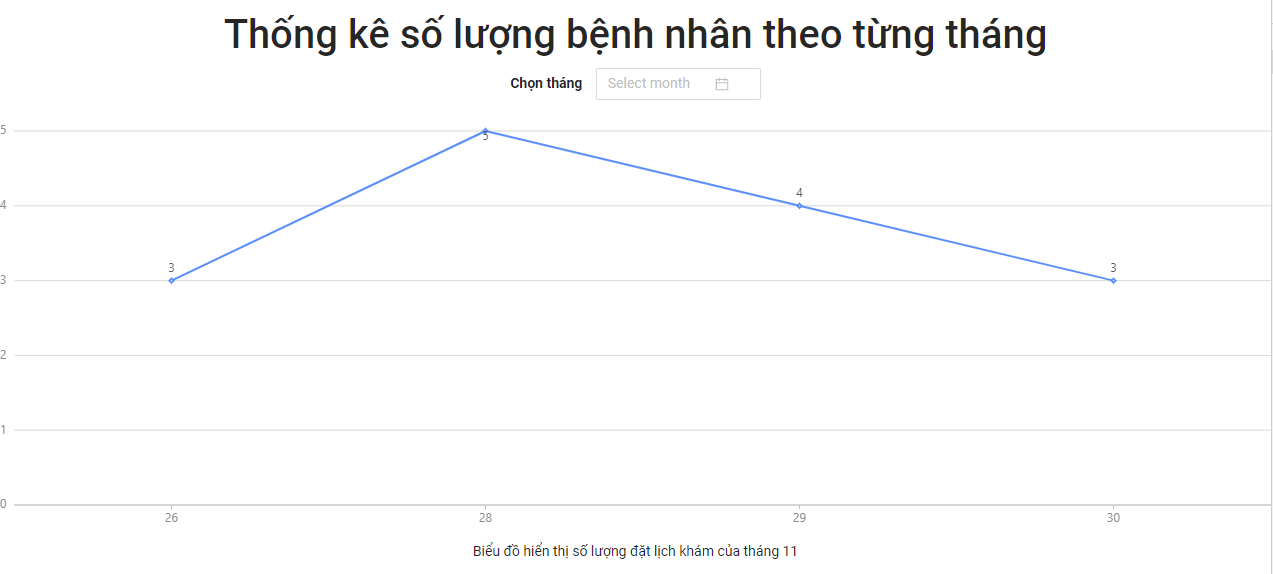 Thống kê số lượng bệnh nhân theo từng tháng
Chọn tháng Select month
5
5
4
4
3
3
3
2
1
0
26 28 29 30
Biểu đồ hiển thị số lượng đặt lịch khám của tháng 11